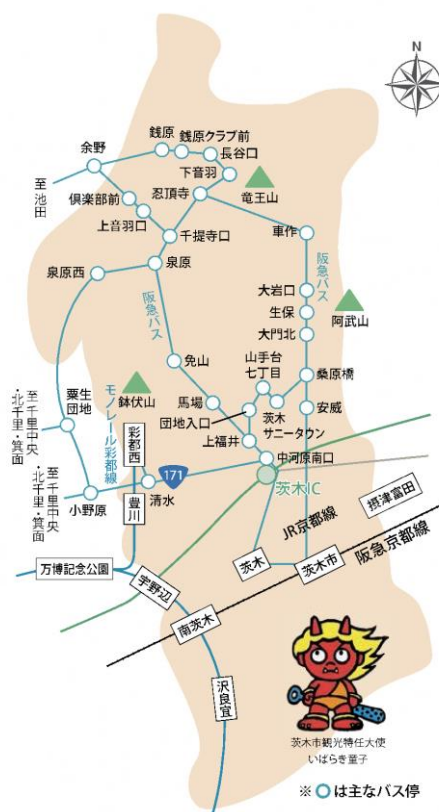 N
銭原
銭原クラブ前
余野
長谷口
下音羽
至池田
倶楽部前
忍頂寺
竜王山
上音羽口
千提寺口
車作
泉原西
泉原
阪急バス
阪急バス
大岩口
生保
阿武山
大門北
免山
山手台
七丁目
桑原橋
鉢伏山
モノレール彩都線
粟生
団地
至千里中央
・北千里・箕面
馬場
茨木
サニータウン
安威
団地入口
彩都西
上福井
中河原南口
至千里中央
・北千里・箕面
171
茨木IC
小野原
清水
豊川
摂津富田
JR京都線
万博記念公園
茨木
茨木市
阪急京都線
宇野辺
南茨木
沢良宜
茨木市観光特任大使
いばらき童子
※○は主なバス停